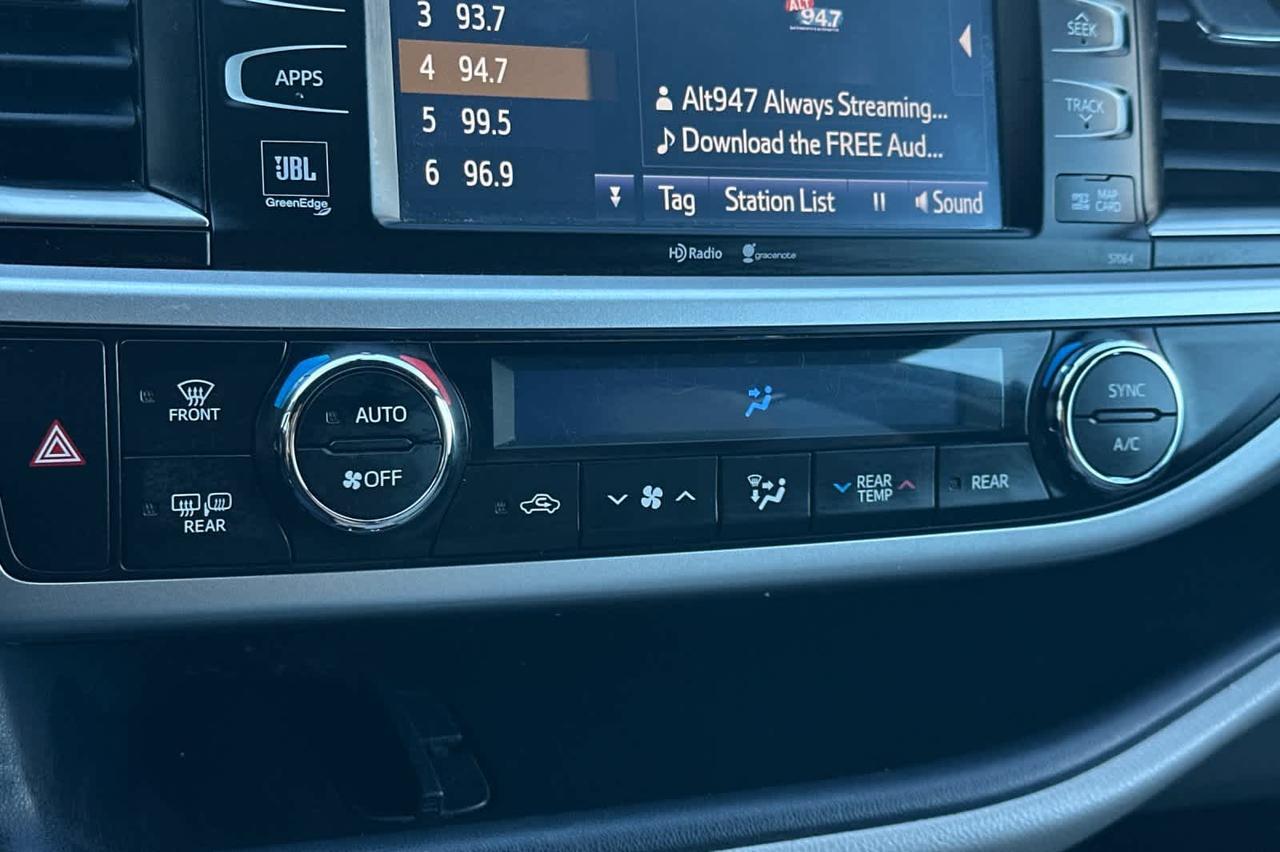 3 93.7
4 94.7
5 99.5
6 96.9
APPS
JBL
GreenEdge
ALT
94.7
Alt947 Always Streaming...
Download the FREE Aud...
Tag
Station List
Sound
SEEK
TRACK
MAP
CARD
HD Radio
gracenote
57064
FRONT
REAR
AUTO
OFF
REAR
TEMP
REAR
SYNC
A/C